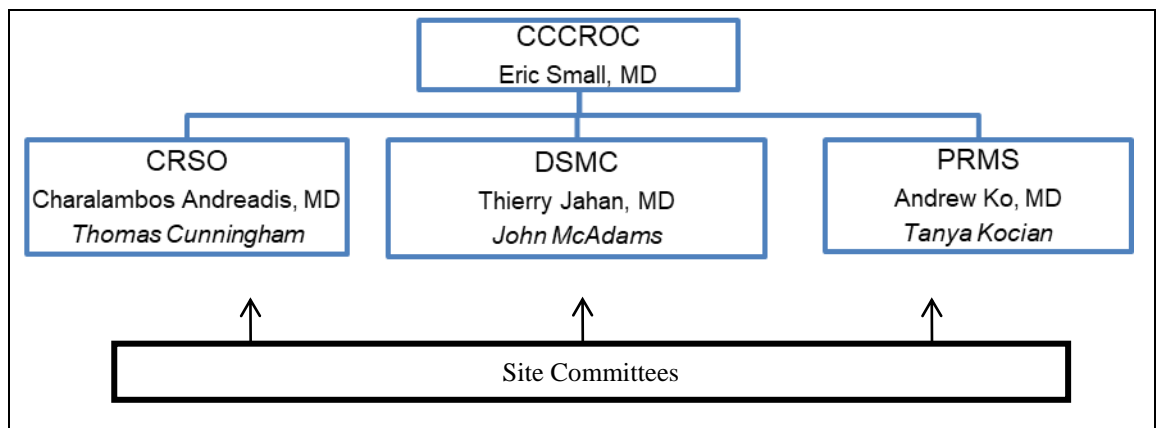 CCCROC
Eric Small, MD
CRSO
Charalambos Andreadis, MD
Thomas Cunningham
DSMC
Thierry Jahan, MD
John McAdams
PRMS
Andrew Ko, MD
Tanya Kocian
Site Committees